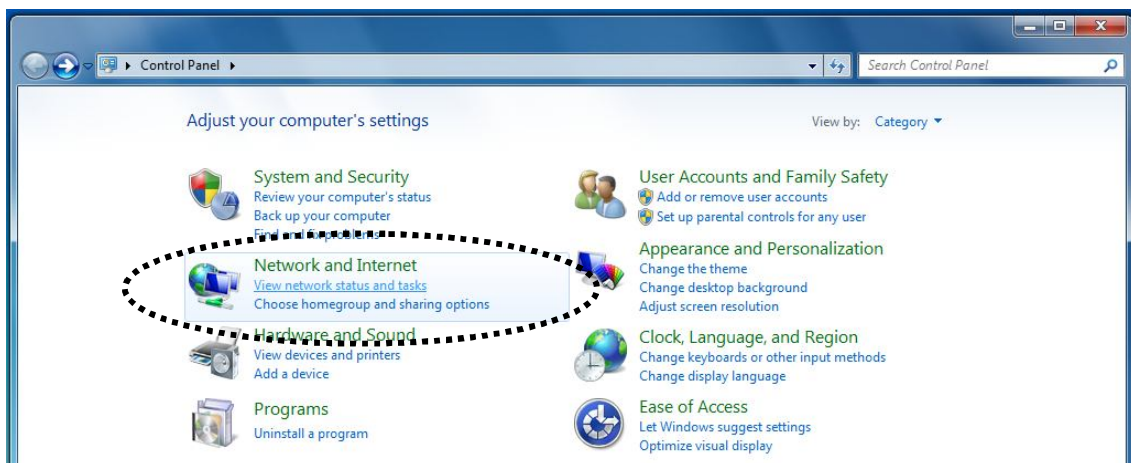 Control Panel
Search Control Panel
Adjust your computer's settings
View by: Category
System and Security
Review your computer's status
Back up your computer
Find and fix problems
Network and Internet
View network status and tasks
Choose homegroup and sharing options
Hardware and Sound
View devices and printers
Add a device
Programs
Uninstall a program
User Accounts and Family Safety
Add or remove user accounts
Set up parental controls for any user
Appearance and Personalization
Change the theme
Change desktop background
Adjust screen resolution
Clock, Language, and Region
Change keyboards or other input methods
Change display language
Ease of Access
Let Windows suggest settings
Optimize visual display